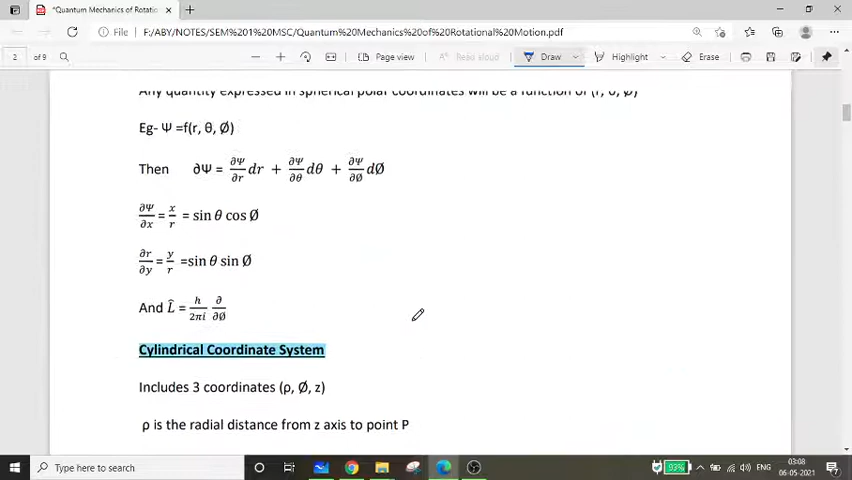 *Quantum Mechanics of Rotatio
File F:/ABY/NOTES/SEM%201%20MSC/Quantum%20Mechanics%20of%20Rotational%20Motion.pdf
2 of 9 Page view Read aloud Draw Highlight Erase
Any quantity expressed in spherical polar coordinates will be a function of (r, θ, Ø)
Eg- Ψ =f(r, θ, Ø)
Then ∂Ψ = ∂Ψ/∂r dr + ∂Ψ/∂θ dθ + ∂Ψ/∂Ø dØ
∂Ψ/∂x = x/r = sin θ cos Ø
∂r/∂y = y/r =sin θ sin Ø
And L̂ = h/2πi ∂/∂Ø
Cylindrical Coordinate System
Includes 3 coordinates (ρ, Ø, z)
ρ is the radial distance from z axis to point P
Type here to search
93%
ENG
03:08
06-05-2021